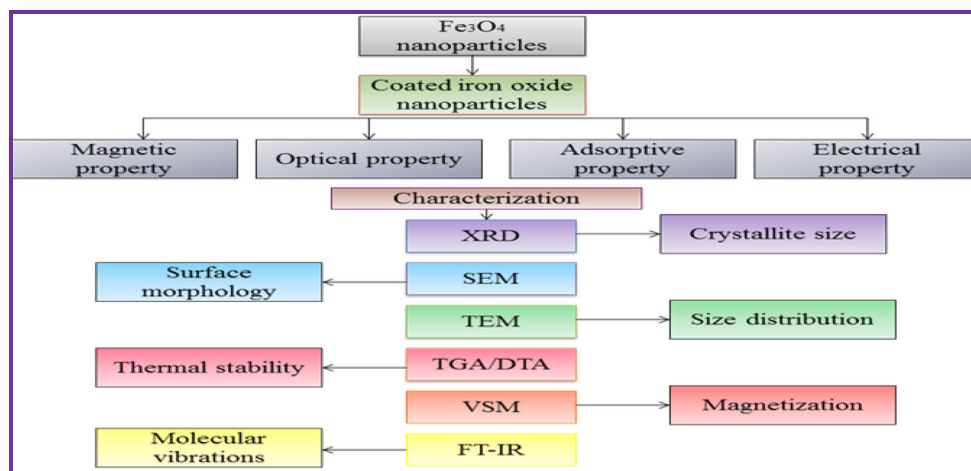 Fe₃O₄
nanoparticles
Coated iron oxide
nanoparticles
Magnetic
property
Optical property
Adsorptive
property
Electrical
property
Characterization
XRD
Crystallite size
Surface
morphology
SEM
TEM
Size distribution
Thermal stability
TGA/DTA
VSM
Magnetization
Molecular
vibrations
FT-IR